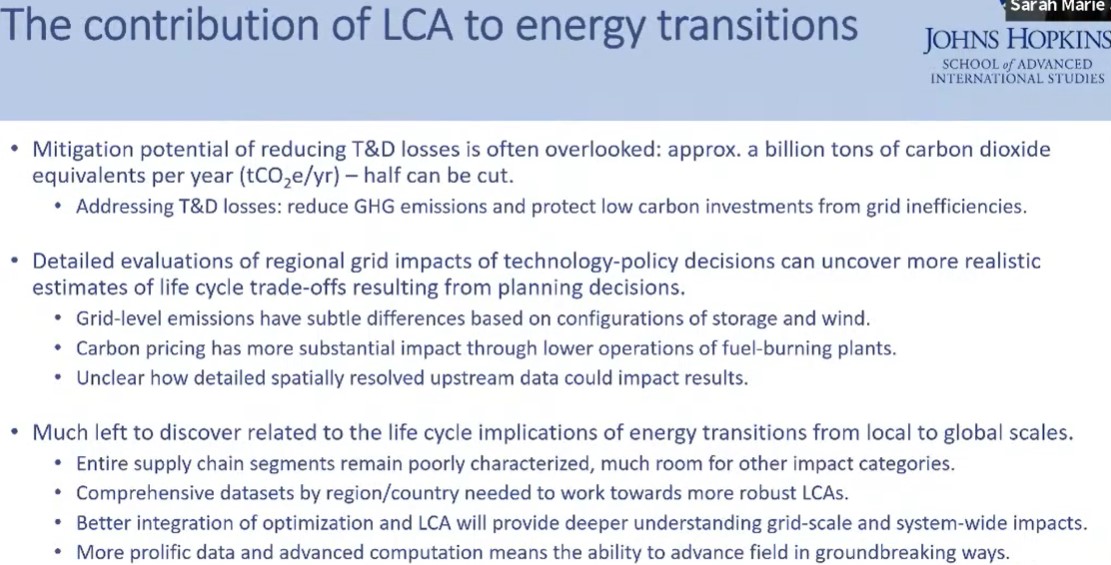 The contribution of LCA to energy transitions
Sarah Marie
JOHNS HOPKINS
SCHOOL of ADVANCED
INTERNATIONAL STUDIES
• Mitigation potential of reducing T&D losses is often overlooked: approx. a billion tons of carbon dioxide
equivalents per year (tCO₂e/yr) – half can be cut.
• Addressing T&D losses: reduce GHG emissions and protect low carbon investments from grid inefficiencies.
• Detailed evaluations of regional grid impacts of technology-policy decisions can uncover more realistic
estimates of life cycle trade-offs resulting from planning decisions.
• Grid-level emissions have subtle differences based on configurations of storage and wind.
• Carbon pricing has more substantial impact through lower operations of fuel-burning plants.
• Unclear how detailed spatially resolved upstream data could impact results.
• Much left to discover related to the life cycle implications of energy transitions from local to global scales.
• Entire supply chain segments remain poorly characterized, much room for other impact categories.
• Comprehensive datasets by region/country needed to work towards more robust LCAs.
• Better integration of optimization and LCA will provide deeper understanding grid-scale and system-wide impacts.
• More prolific data and advanced computation means the ability to advance field in groundbreaking ways.